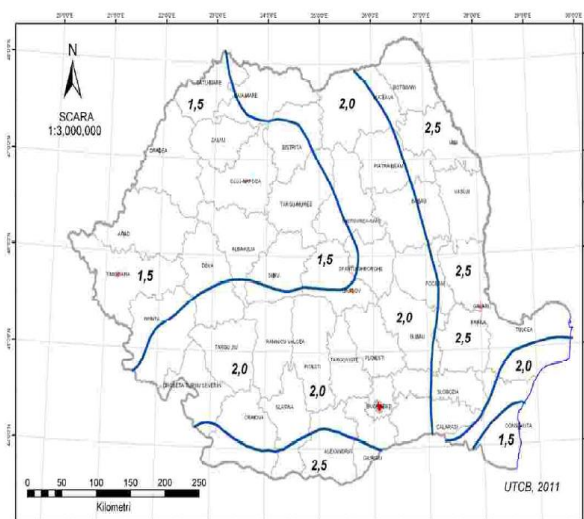 N
SCARA
1:3,000,000
SATU MARE
BAIA MARE
SUCEAVA
BOTOSANI
1,5
2,0
2,5
IASI
ORADEA
ZALAU
BISTRITA
PIATRA NEAMT
CLUJ-NAPOCA
TARGU MURES
BACAU
VASLUI
MIERCUREA-CIUC
ARAD
ALBA IULIA
TIMISOARA
1,5
DEVA
SIBIU
1,5
SFANTU GHEORGHE
BRASOV
FOCSANI
2,5
GALATI
RESITA
2,0
BUZAU
BRAILA
2,5
TULCEA
TARGU JIU
RAMNICU VALCEA
PITESTI
TARGOVISTE
PLOIESTI
2,0
2,0
2,0
DROBETA TURNU SEVERIN
SLOBOZIA
CRAIOVA
SLATINA
BUCURESTI
CALARASI
CONSTANTA
1,5
ALEXANDRIA
GIURGIU
2,5
0 50 100 150 200 250
Kilometri
UTCB, 2011